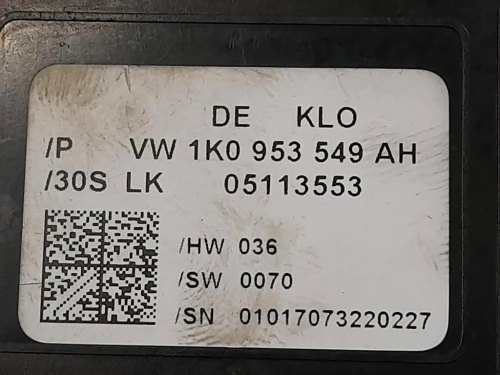 DE KLO
/P VW 1K0 953 549 AH
/30S LK 05113553
/HW 036
/SW 0070
/SN 01017073220227